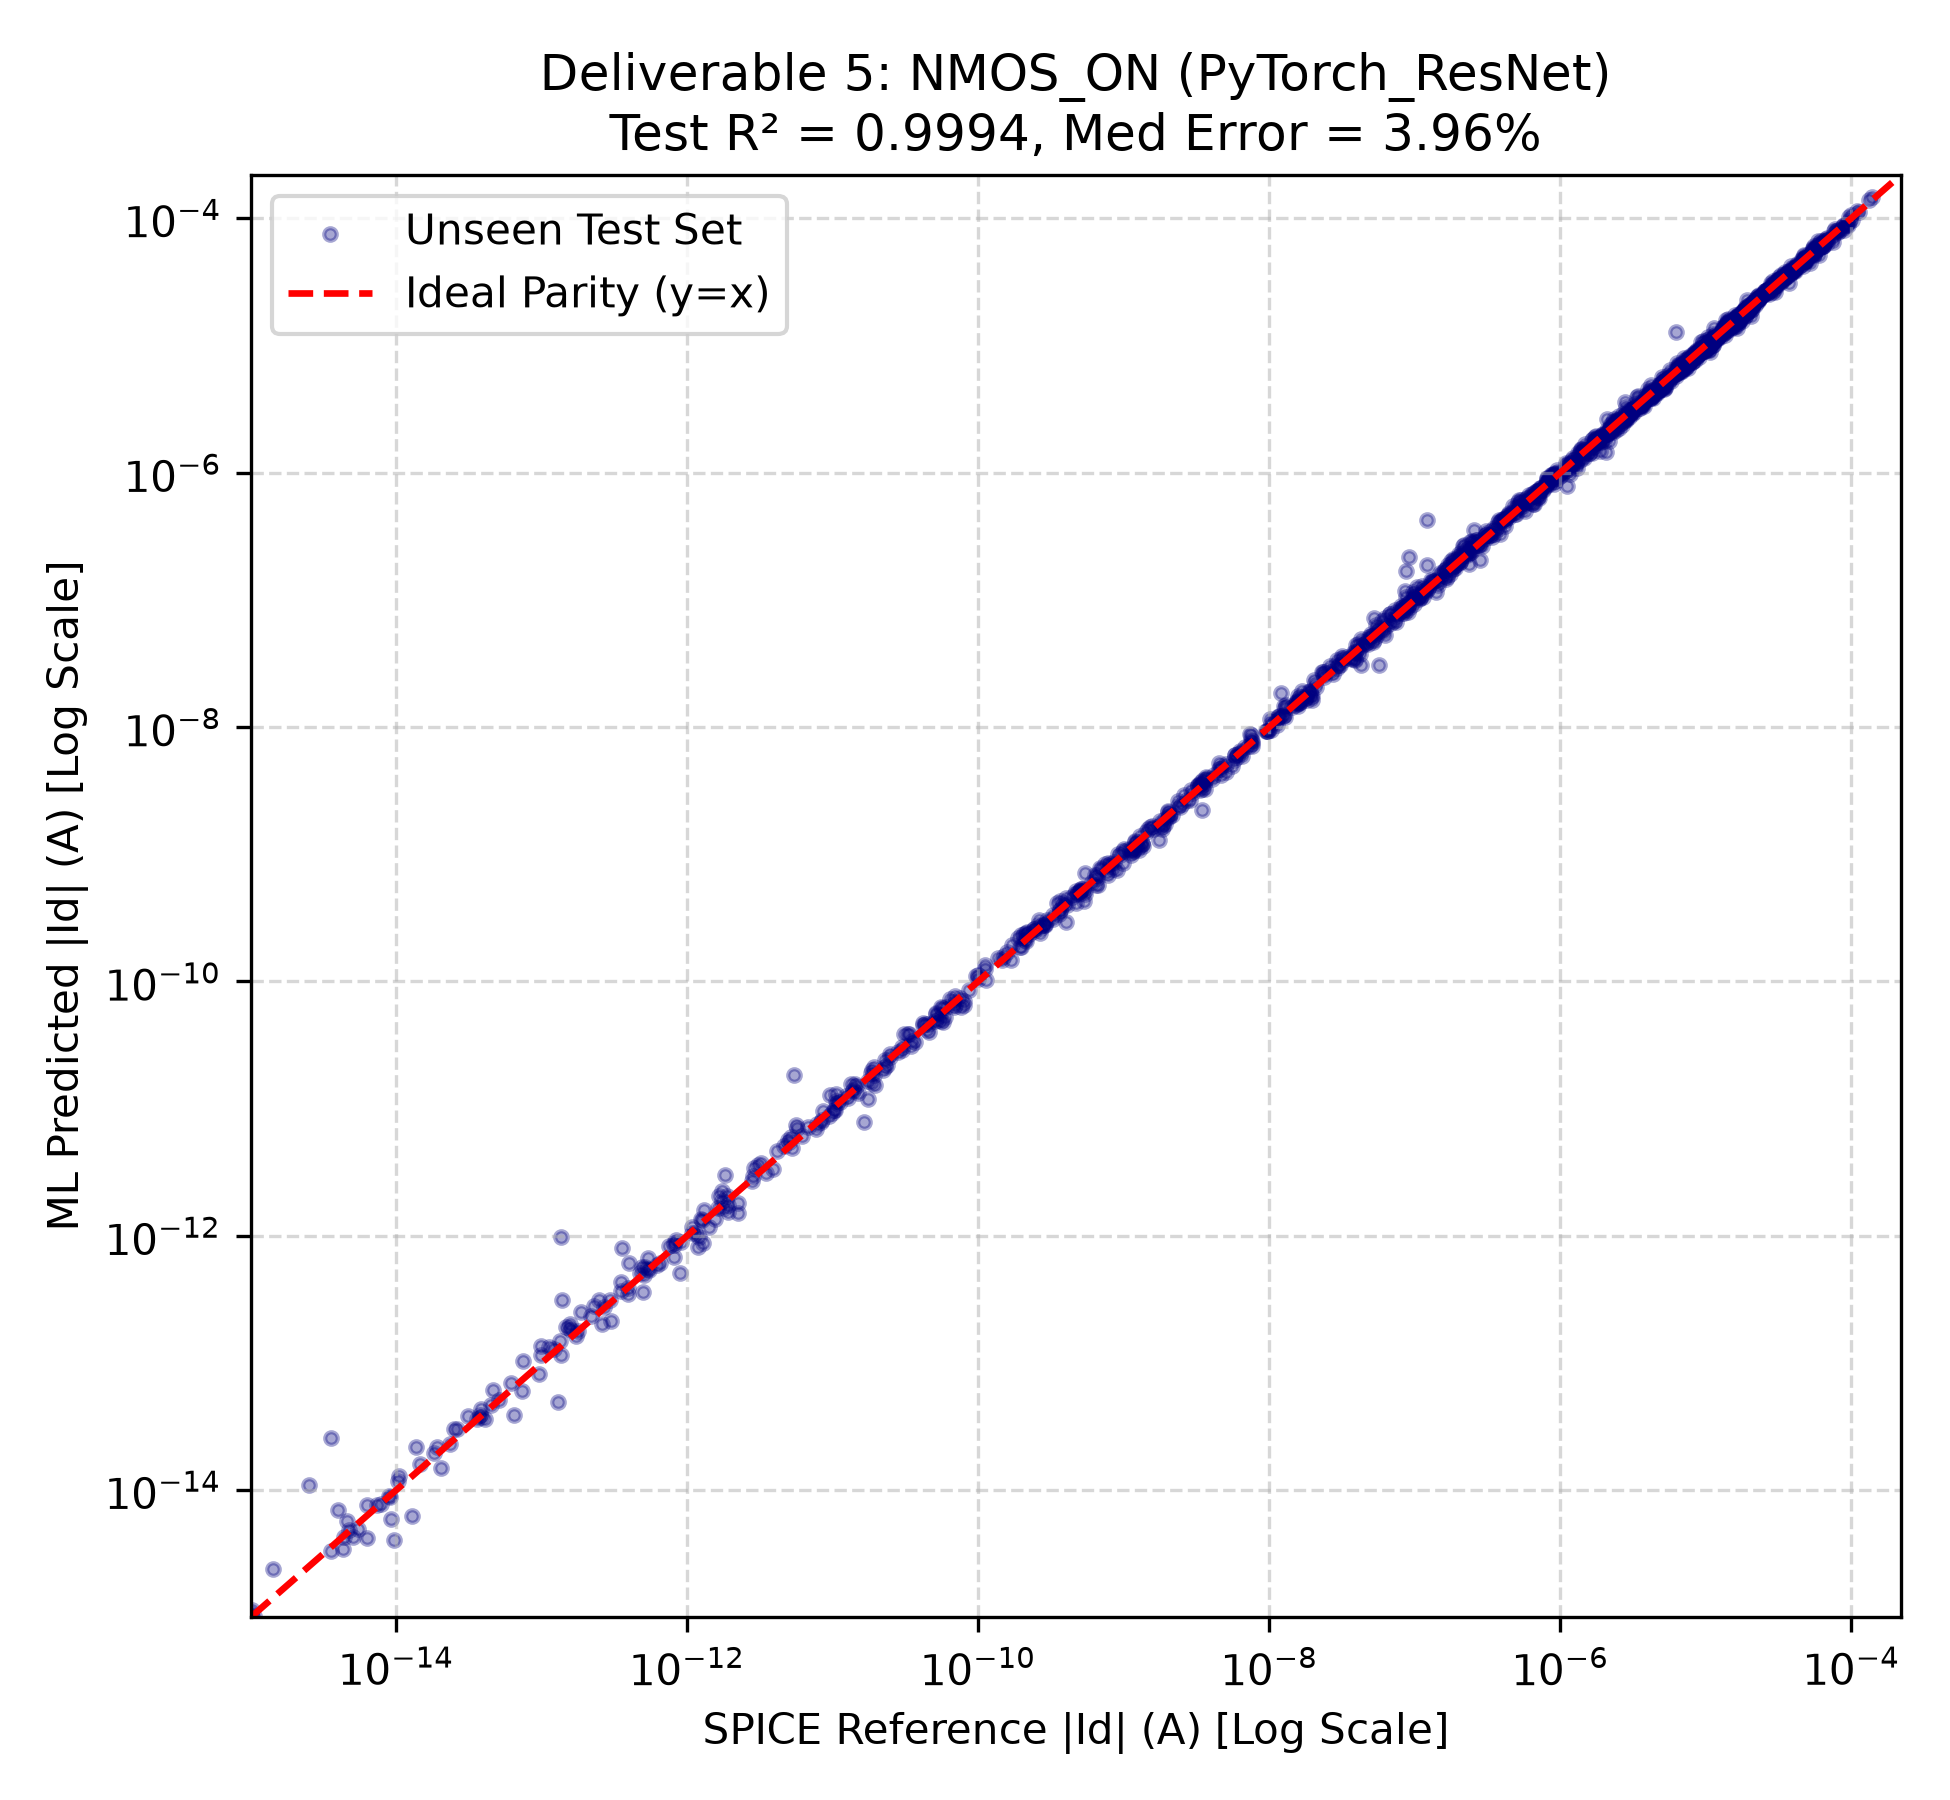 Deliverable 5: NMOS_ON (PyTorch_ResNet)
Test R² = 0.9994, Med Error = 3.96%
Unseen Test Set
Ideal Parity (y=x)
ML Predicted |Id| (A) [Log Scale]
10⁻⁴
10⁻⁶
10⁻⁸
10⁻¹⁰
10⁻¹²
10⁻¹⁴
10⁻¹⁴ 10⁻¹² 10⁻¹⁰ 10⁻⁸ 10⁻⁶ 10⁻⁴
SPICE Reference |Id| (A) [Log Scale]